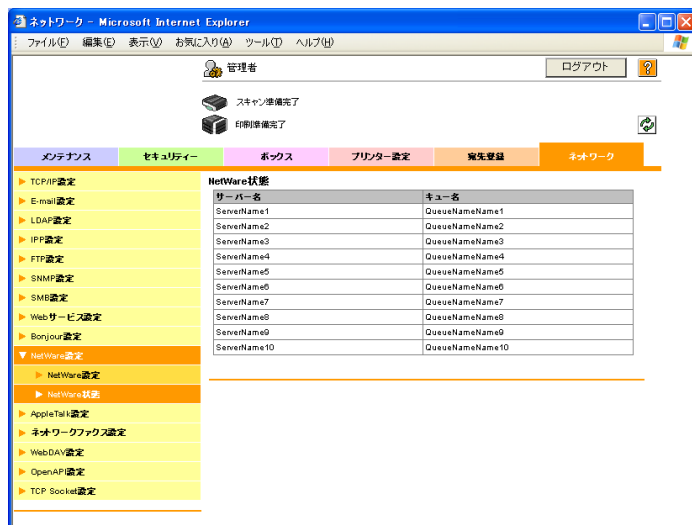 ネットワーク - Microsoft Internet Explorer
ファイル(F) 編集(E) 表示(V) お気に入り(A) ツール(T) ヘルプ(H)
管理者
ログアウト
?
スキャン準備完了
印刷準備完了
メンテナンス セキュリティー ボックス プリンター設定 宛先登録 ネットワーク
TCP/IP設定
E-mail設定
LDAP設定
IPP設定
FTP設定
SNMP設定
SMB設定
Webサービス設定
Bonjour設定
NetWare設定
NetWare設定
NetWare状態
AppleTalk設定
ネットワークファクス設定
WebDAV設定
OpenAPI設定
TCP Socket設定
NetWare状態
サーバー名 キュー名
ServerName1 QueueNameName1
ServerName2 QueueNameName2
ServerName3 QueueNameName3
ServerName4 QueueNameName4
ServerName5 QueueNameName5
ServerName6 QueueNameName6
ServerName7 QueueNameName7
ServerName8 QueueNameName8
ServerName9 QueueNameName9
ServerName10 QueueNameName10